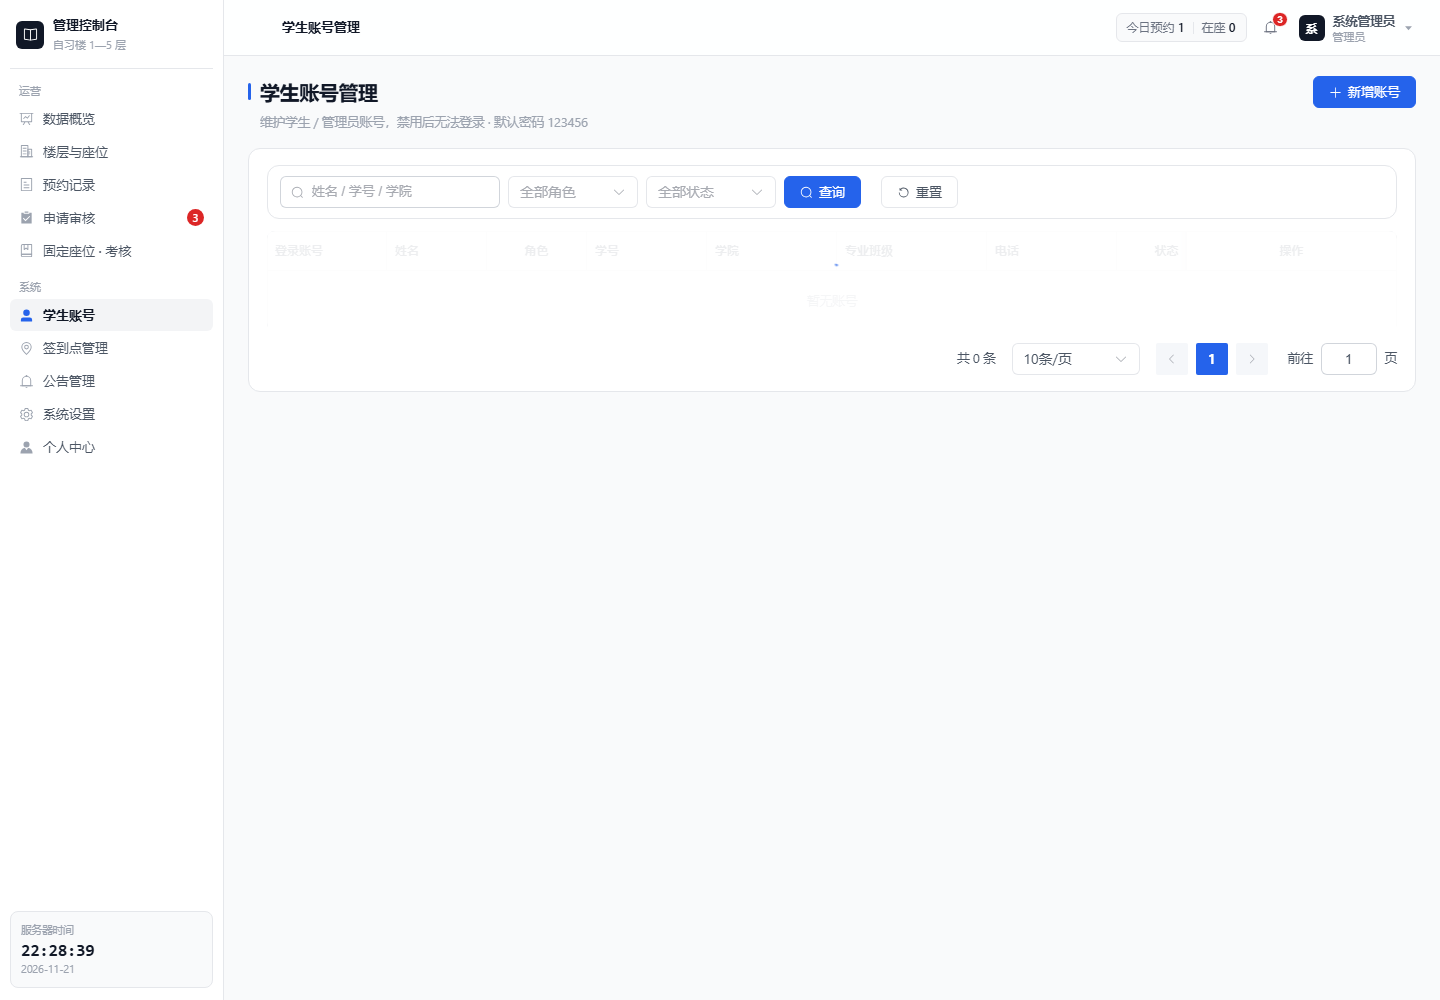 管理控制台
自习楼 1—5 层
运营
数据概览
楼层与座位
预约记录
申请审核 3
固定座位 · 考核
系统
学生账号
签到点管理
公告管理
系统设置
个人中心
服务器时间
22:28:39
2026-11-21
学生账号管理
今日预约 1 在座 0
3
系 系统管理员
管理员
学生账号管理
维护学生 / 管理员账号，禁用后无法登录 · 默认密码 123456
新增账号
姓名 / 学号 / 学院 全部角色 全部状态 查询 重置
登录账号 姓名 角色 学号 学院 专业班级 电话 状态 操作
暂无账号
共 0 条 10条/页 1 前往 1 页